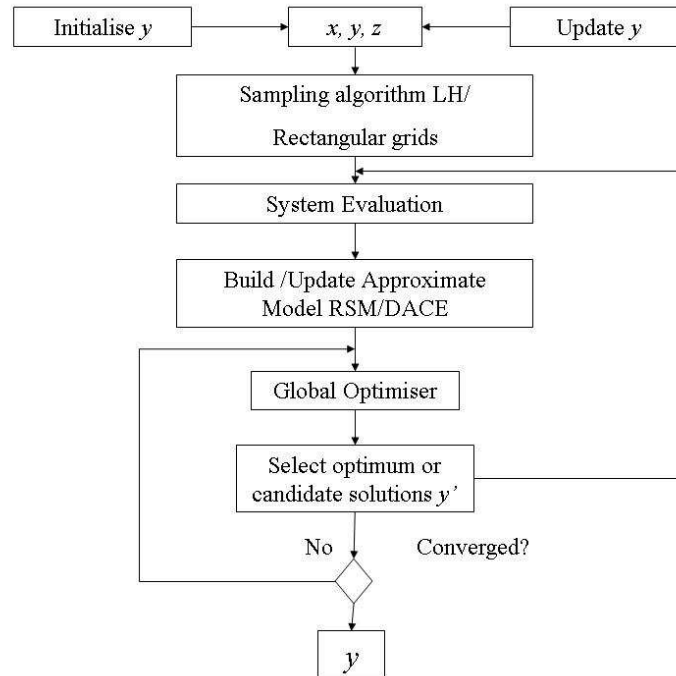 Initialise y
x, y, z
Update y
Sampling algorithm LH/
Rectangular grids
System Evaluation
Build /Update Approximate
Model RSM/DACE
Global Optimiser
Select optimum or
candidate solutions y’
No
Converged?
y